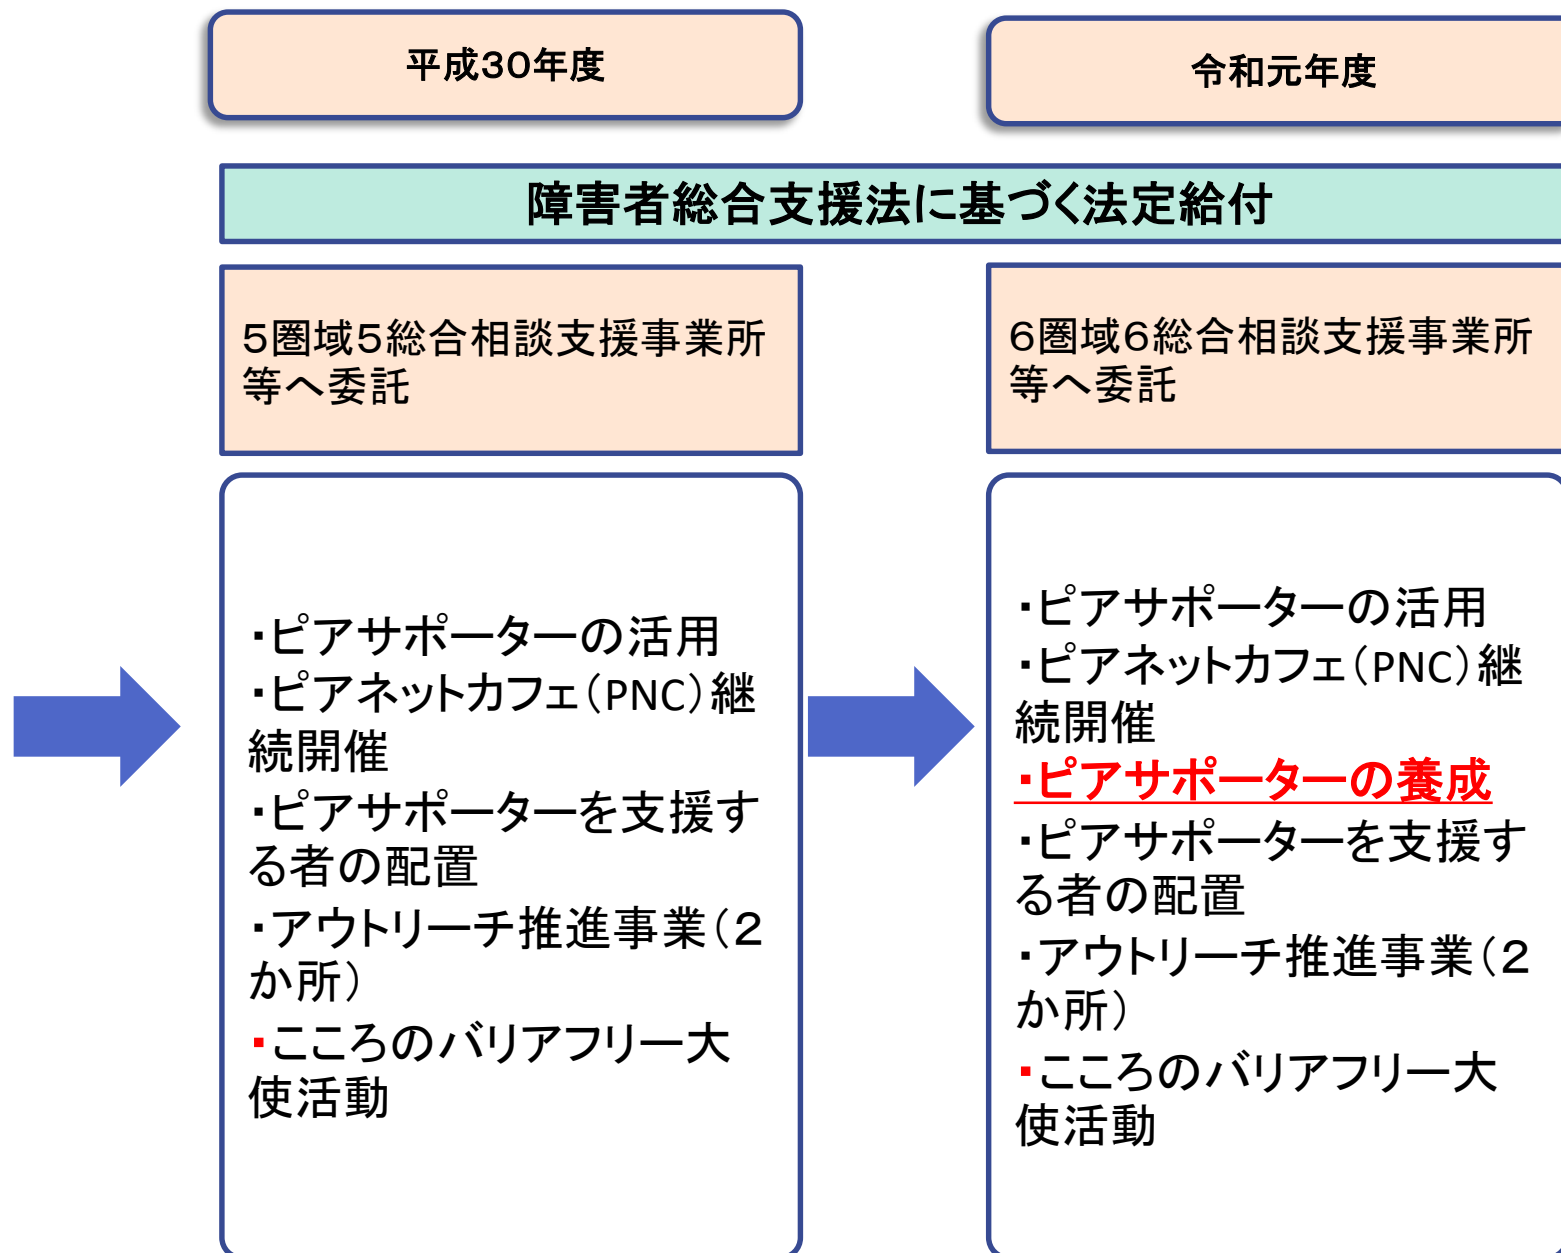 平成30年度
令和元年度
障害者総合支援法に基づく法定給付
5圏域5総合相談支援事業所
等へ委託
6圏域6総合相談支援事業所
等へ委託
・ピアサポーターの活用
・ピアネットカフェ(PNC)継
続開催
・ピアサポーターを支援す
る者の配置
・アウトリーチ推進事業(2
か所)
・こころのバリアフリー大
使活動
・ピアサポーターの活用
・ピアネットカフェ(PNC)継
続開催
・ピアサポーターの養成
・ピアサポーターを支援す
る者の配置
・アウトリーチ推進事業(2
か所)
・こころのバリアフリー大
使活動